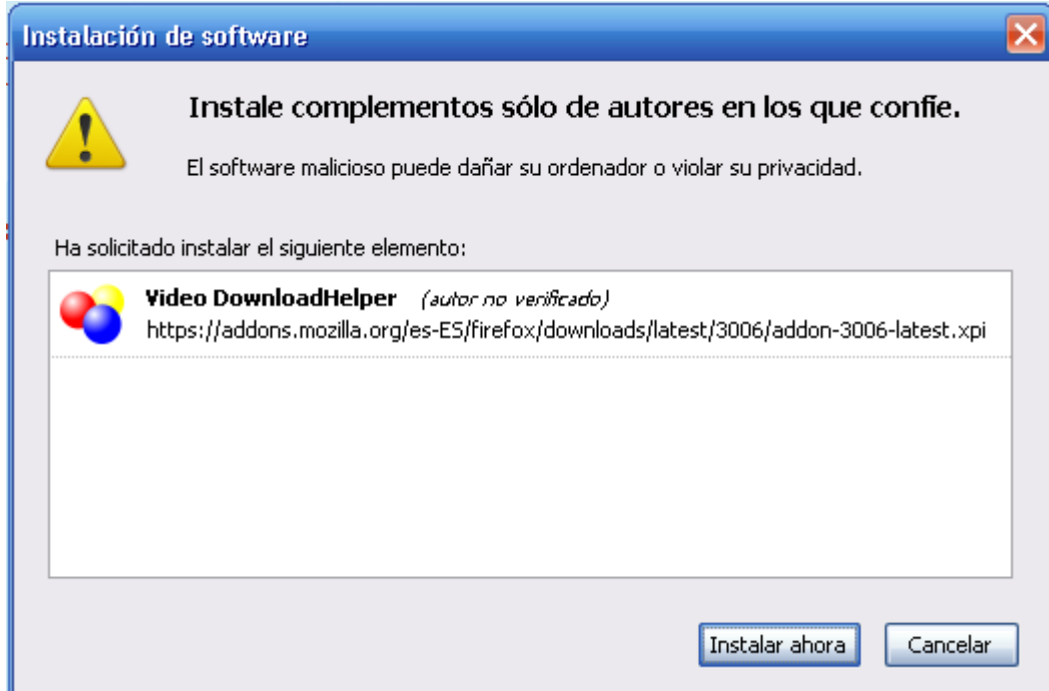 Instalación de software
Instale complementos sólo de autores en los que confíe.
El software malicioso puede dañar su ordenador o violar su privacidad.
Ha solicitado instalar el siguiente elemento:
Video DownloadHelper (autor no verificado)
https://addons.mozilla.org/es-ES/firefox/downloads/latest/3006/addon-3006-latest.xpi
Instalar ahora Cancelar